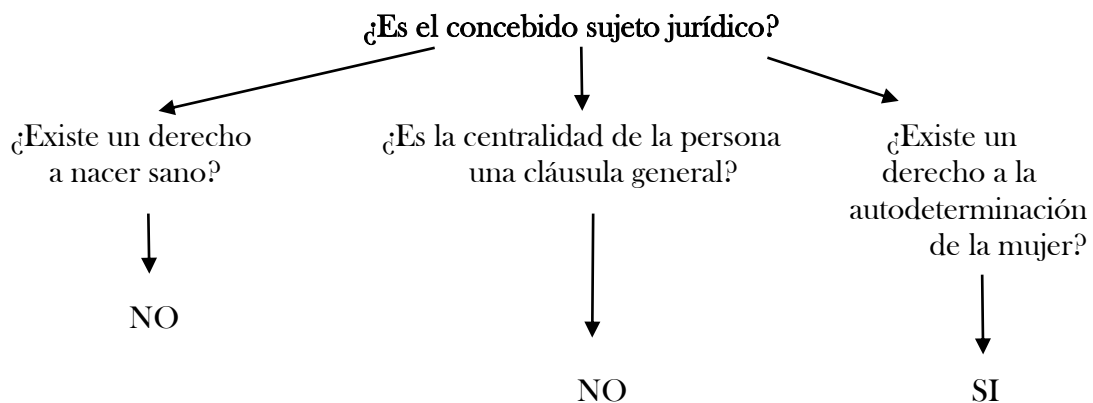 ¿Es el concebido sujeto jurídico?
¿Existe un derecho
a nacer sano?
¿Es la centralidad de la persona
una cláusula general?
¿Existe un
derecho a la
autodeterminación
de la mujer?
NO
NO
SI